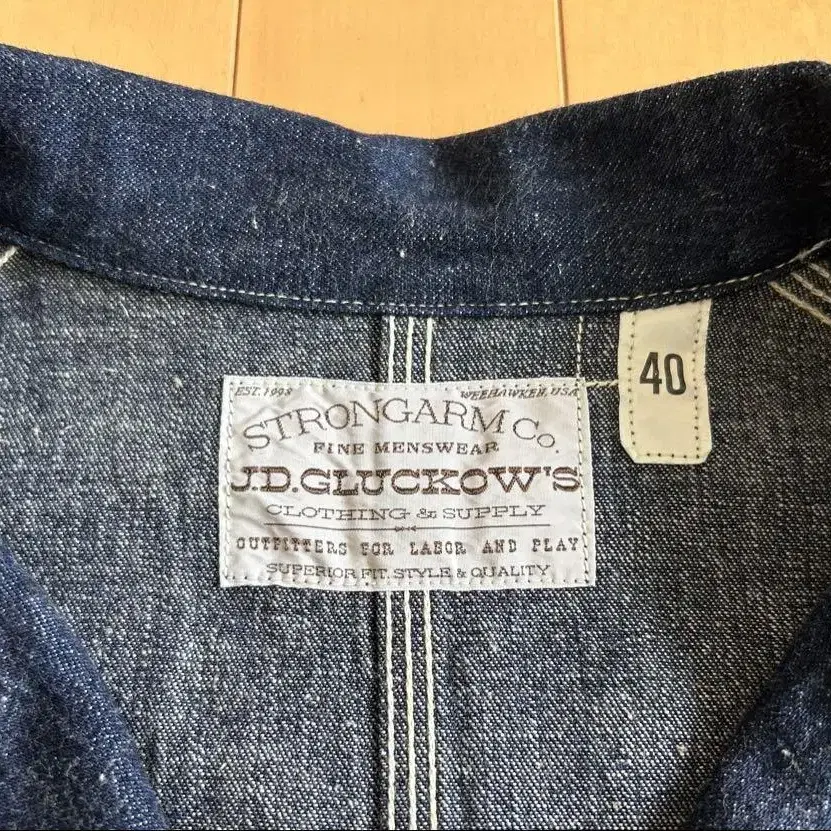 EST. 1998 WEEHAWKEN, USA
STRONGARM Co.
FINE MENSWEAR
J.D.GLUCKOW'S
CLOTHING & SUPPLY
OUTFITTERS FOR LABOR AND PLAY
SUPERIOR FIT, STYLE & QUALITY
40